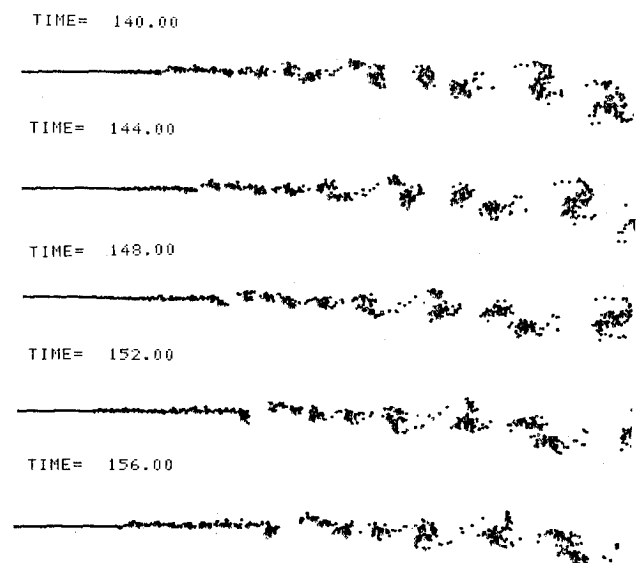 TIME= 140.00
TIME= 144.00
TIME= 148.00
TIME= 152.00
TIME= 156.00